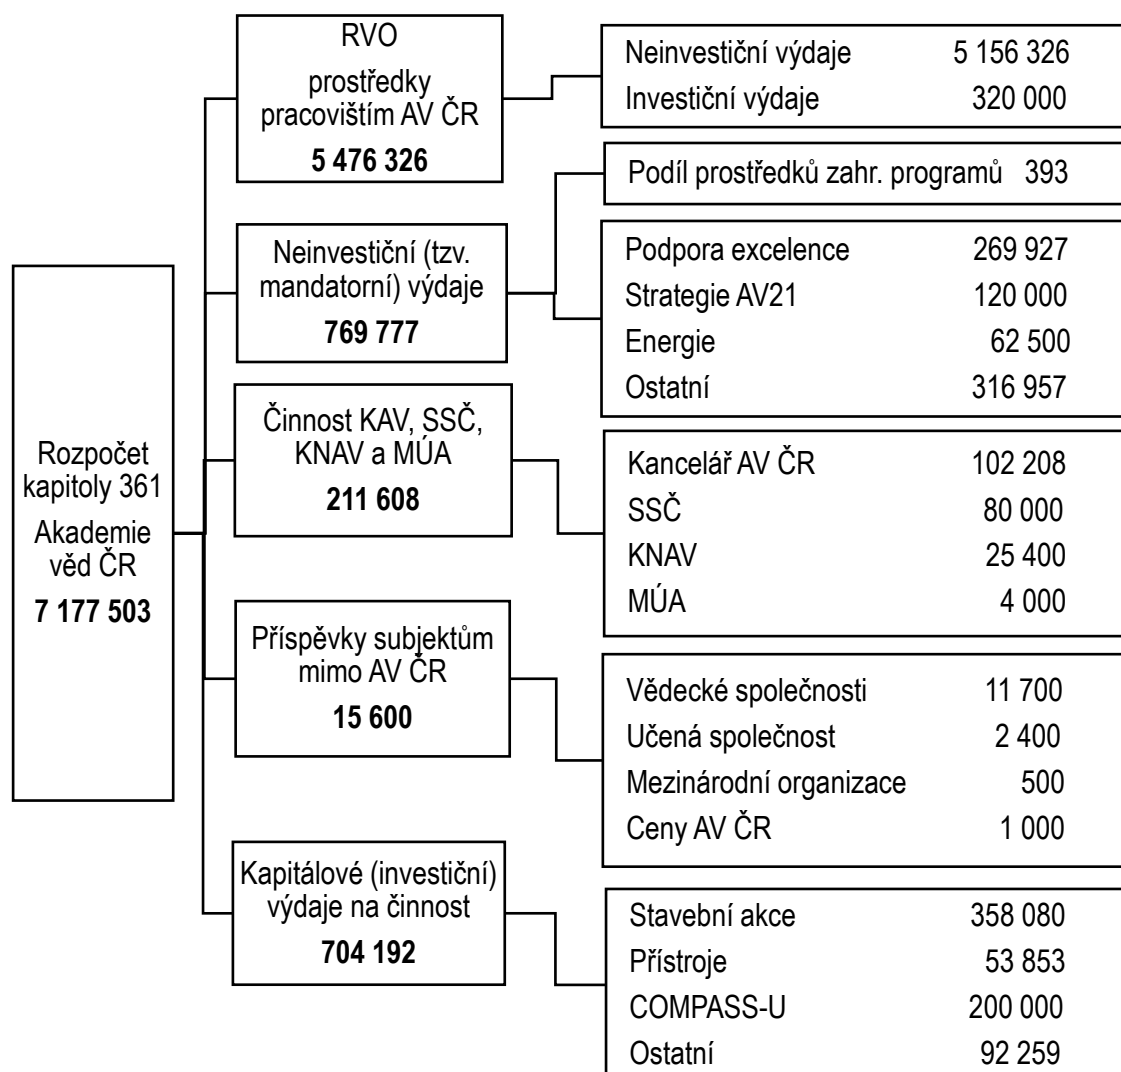 Rozpočet
kapitoly 361
Akademie
věd ČR
7 177 503
RVO
prostředky
pracovištím AV ČR
5 476 326
Neinvestiční výdaje 5 156 326
Investiční výdaje 320 000
Neinvestiční (tzv.
mandatorní) výdaje
769 777
Podíl prostředků zahr. programů 393
Podpora excelence 269 927
Strategie AV21 120 000
Energie 62 500
Ostatní 316 957
Činnost KAV, SSČ,
KNAV a MÚA
211 608
Kancelář AV ČR 102 208
SSČ 80 000
KNAV 25 400
MÚA 4 000
Příspěvky subjektům
mimo AV ČR
15 600
Vědecké společnosti 11 700
Učená společnost 2 400
Mezinárodní organizace 500
Ceny AV ČR 1 000
Kapitálové (investiční)
výdaje na činnost
704 192
Stavební akce 358 080
Přístroje 53 853
COMPASS-U 200 000
Ostatní 92 259